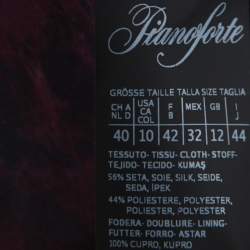 Pianoforte
GRÖSSE TAILLE TALLA SIZE TAGLIA
CH A NL D USA CA COL F B MEX GB I J
40 10 42 32 12 44
TESSUTO- TISSU- CLOTH- STOFF-
TEJIDO- TECIDO- KUMAŞ
56% SETA, SOIE, SILK, SEIDE,
SEDA, İPEK
44% POLIESTERE, POLYESTER,
POLIESTER, POLYESTER
FODERA- DOUBLURE- LINING-
FUTTER- FORRO- ASTAR
100% CUPRO, KUPRO